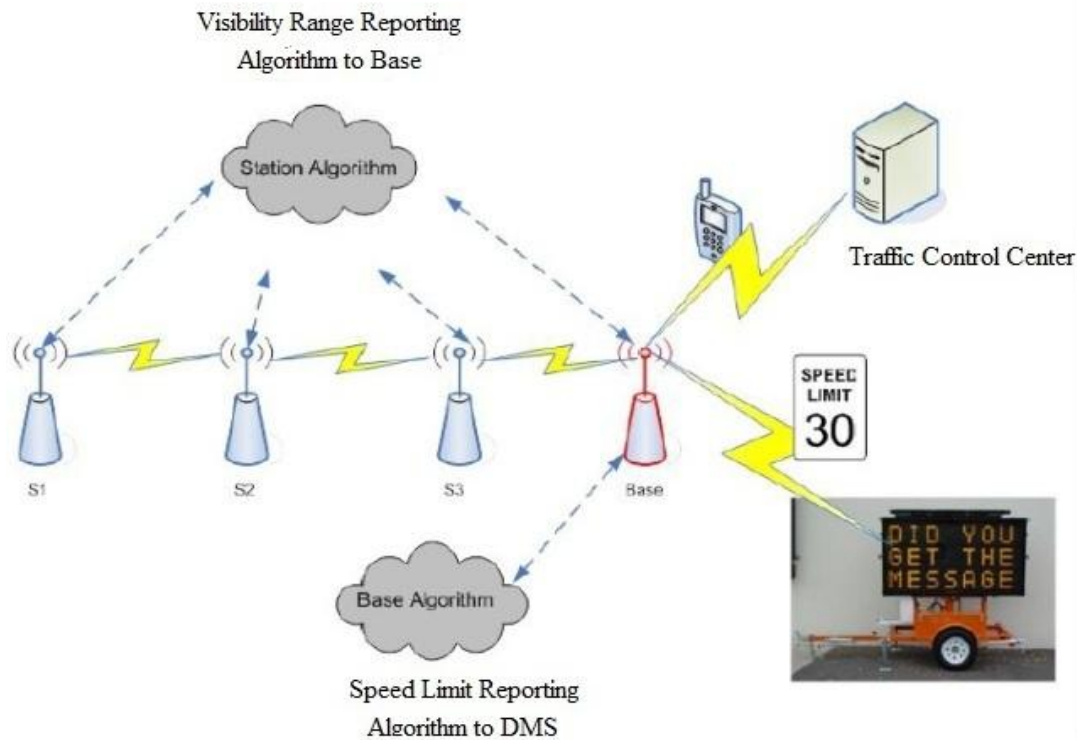 Visibility Range Reporting
Algorithm to Base
Station Algorithm
Traffic Control Center
SPEED
LIMIT
30
S1
S2
S3
Base
DID YOU
GET THE
MESSAGE
Base Algorithm
Speed Limit Reporting
Algorithm to DMS